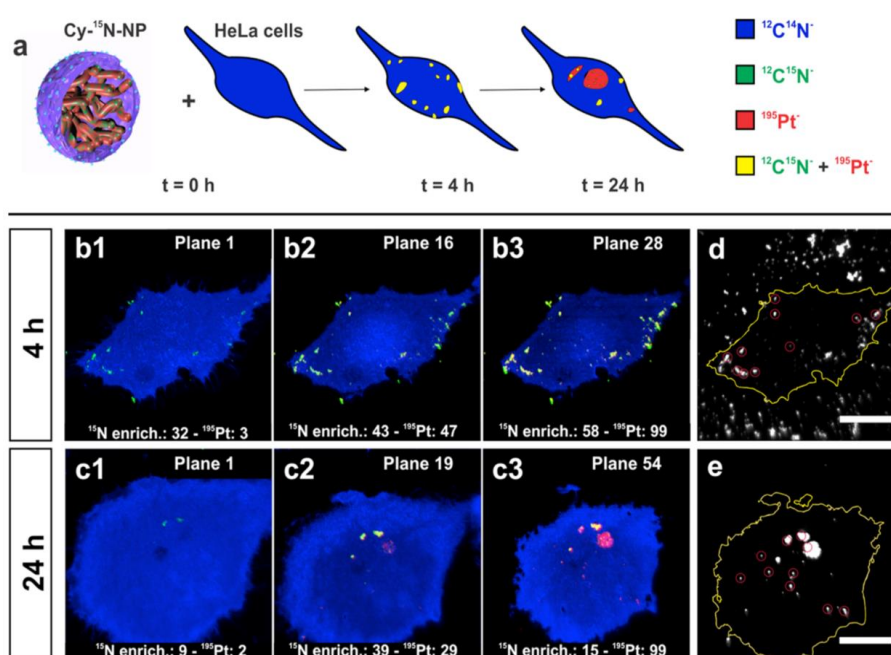 a
Cy-¹⁵N-NP
HeLa cells
+
t = 0 h
t = 4 h
t = 24 h
¹²C¹⁴N⁻
¹²C¹⁵N⁻
¹⁹⁵Pt⁻
¹²C¹⁵N⁻ + ¹⁹⁵Pt⁻
4 h
b1 Plane 1
¹⁵N enrich.: 32 - ¹⁹⁵Pt: 3
b2 Plane 16
¹⁵N enrich.: 43 - ¹⁹⁵Pt: 47
b3 Plane 28
¹⁵N enrich.: 58 - ¹⁹⁵Pt: 99
d
24 h
c1 Plane 1
¹⁵N enrich.: 9 - ¹⁹⁵Pt: 2
c2 Plane 19
¹⁵N enrich.: 39 - ¹⁹⁵Pt: 29
c3 Plane 54
¹⁵N enrich.: 15 - ¹⁹⁵Pt: 99
e